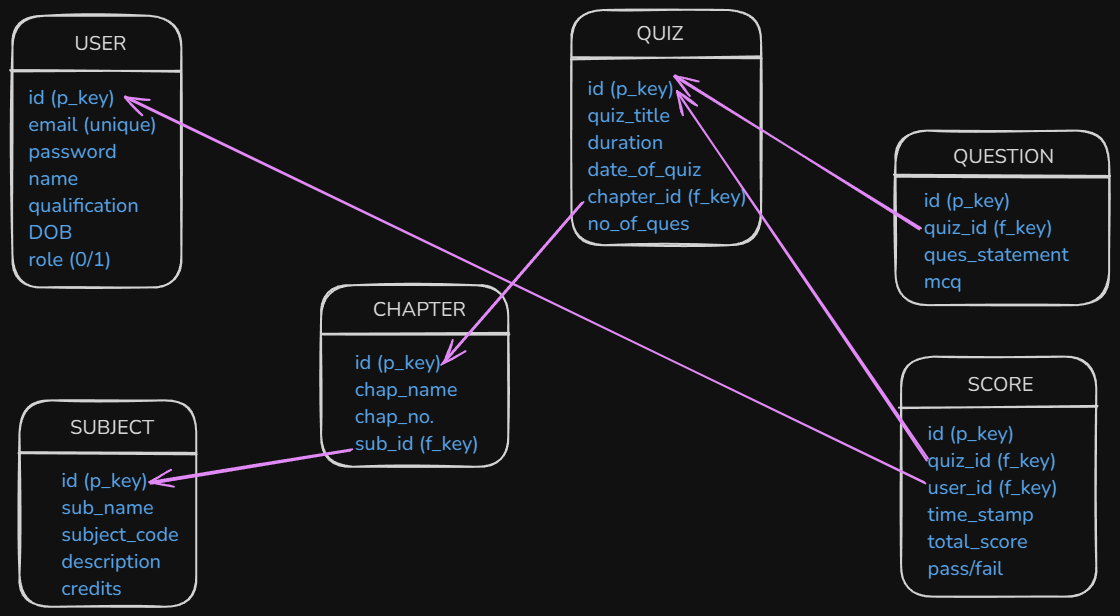 USER
id (p_key)
email (unique)
password
name
qualification
DOB
role (0/1)
QUIZ
id (p_key)
quiz_title
duration
date_of_quiz
chapter_id (f_key)
no_of_ques
QUESTION
id (p_key)
quiz_id (f_key)
ques_statement
mcq
CHAPTER
id (p_key)
chap_name
chap_no.
sub_id (f_key)
SUBJECT
id (p_key)
sub_name
subject_code
description
credits
SCORE
id (p_key)
quiz_id (f_key)
user_id (f_key)
time_stamp
total_score
pass/fail